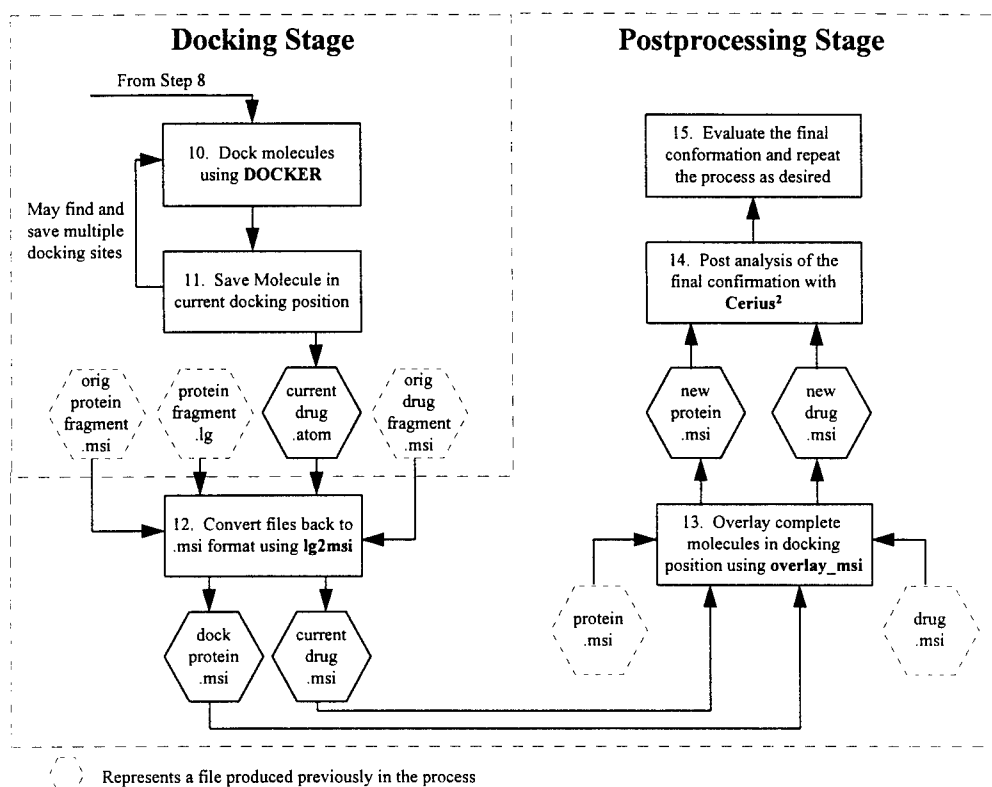 Docking Stage
From Step 8
10. Dock molecules
using DOCKER
May find and
save multiple
docking sites
11. Save Molecule in
current docking position
orig
protein
fragment
.msi
protein
fragment
.lg
current
drug
.atom
orig
drug
fragment
.msi
12. Convert files back to
.msi format using lg2msi
dock
protein
.msi
current
drug
.msi
Postprocessing Stage
15. Evaluate the final
conformation and repeat
the process as desired
14. Post analysis of the
final confirmation with
Cerius²
new
protein
.msi
new
drug
.msi
13. Overlay complete
molecules in docking
position using overlay_msi
protein
.msi
drug
.msi
Represents a file produced previously in the process